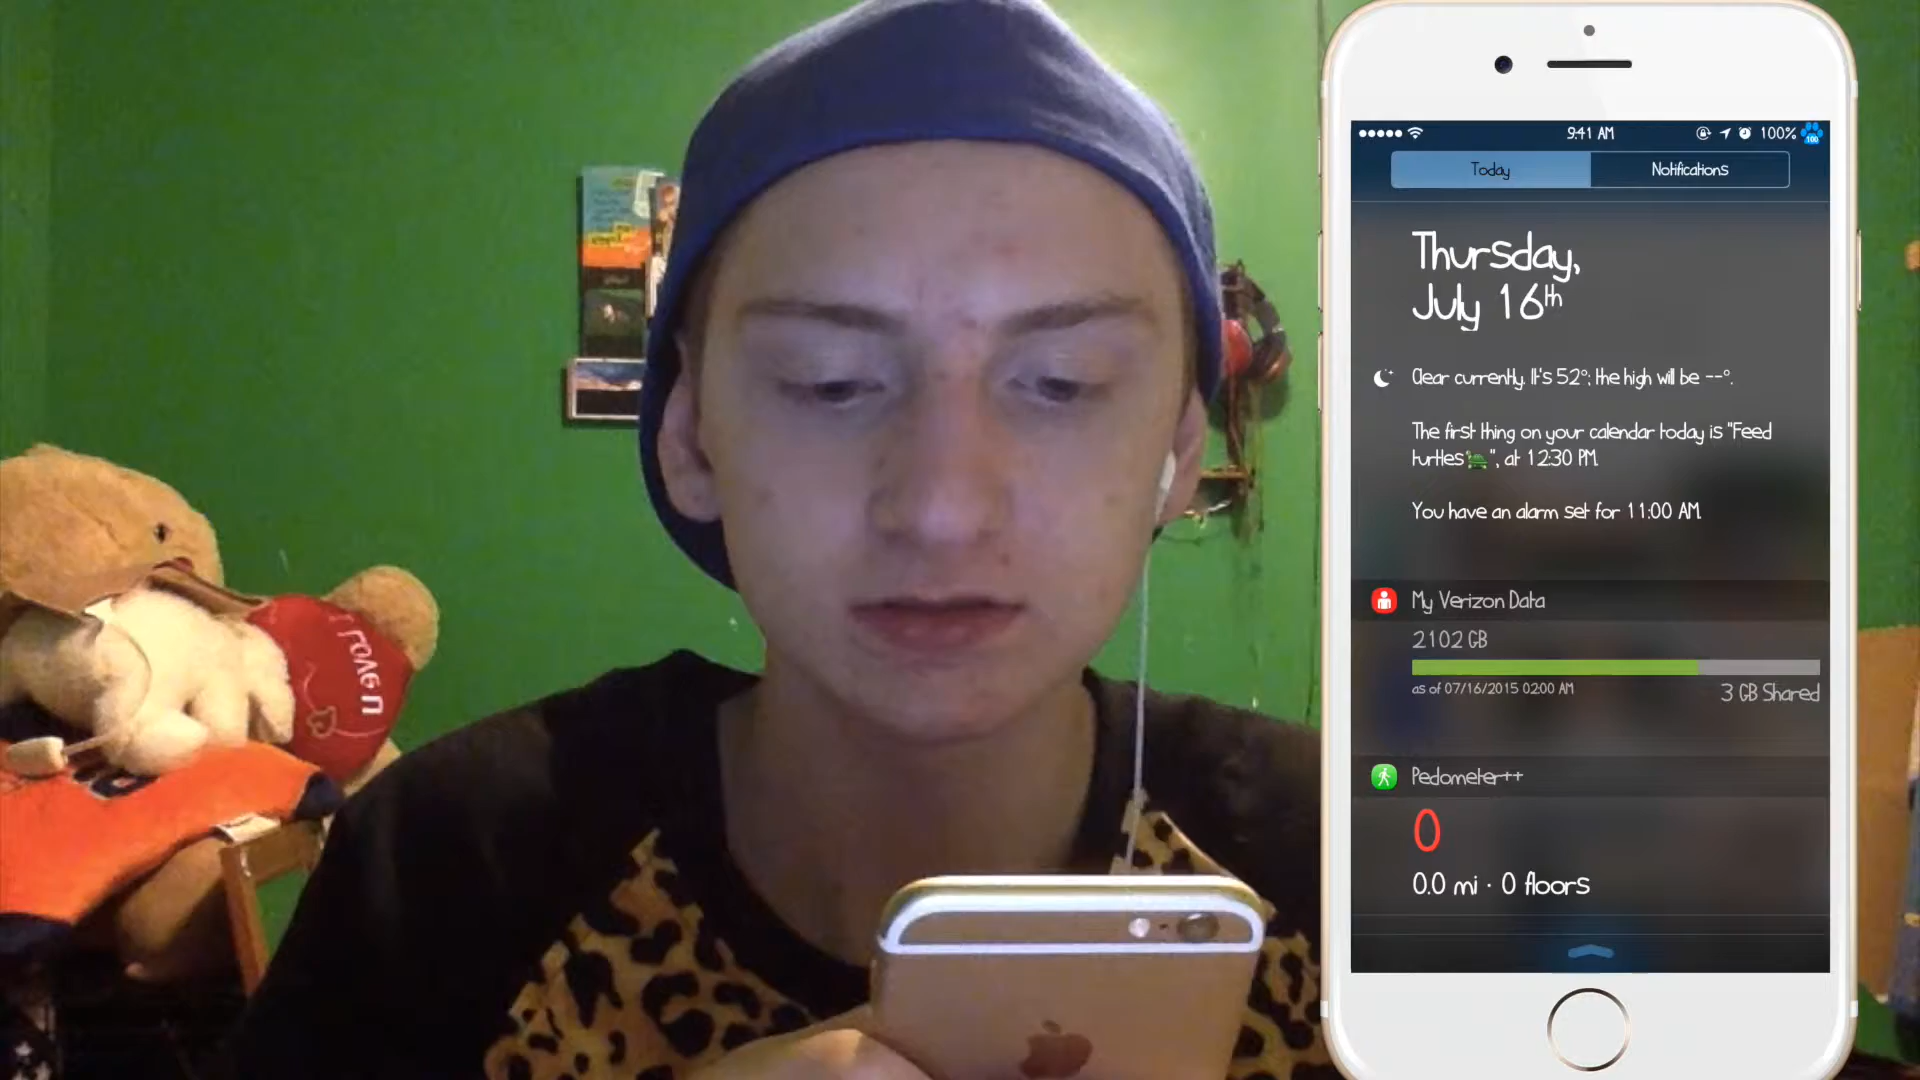 9:41 AM
100%
100
Today
Notifications
Thursday,
July 16th
Clear currently. It's 52°; the high will be --°.
The first thing on your calendar today is "Feed
turtles🐢", at 12:30 PM.
You have an alarm set for 11:00 AM.
My Verizon Data
2.102 GB
as of 07/16/2015 02:00 AM
3 GB Shared
Pedometer++
0
0.0 mi · 0 floors